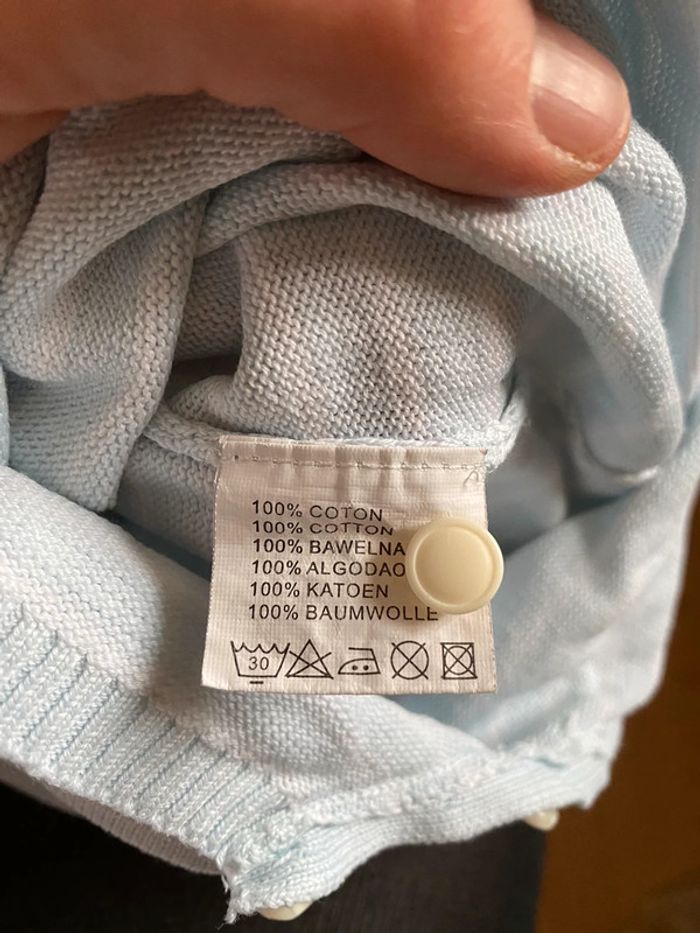 100% COTON
100% COTTON
100% BAWELNA
100% ALGODAO
100% KATOEN
100% BAUMWOLLE
30